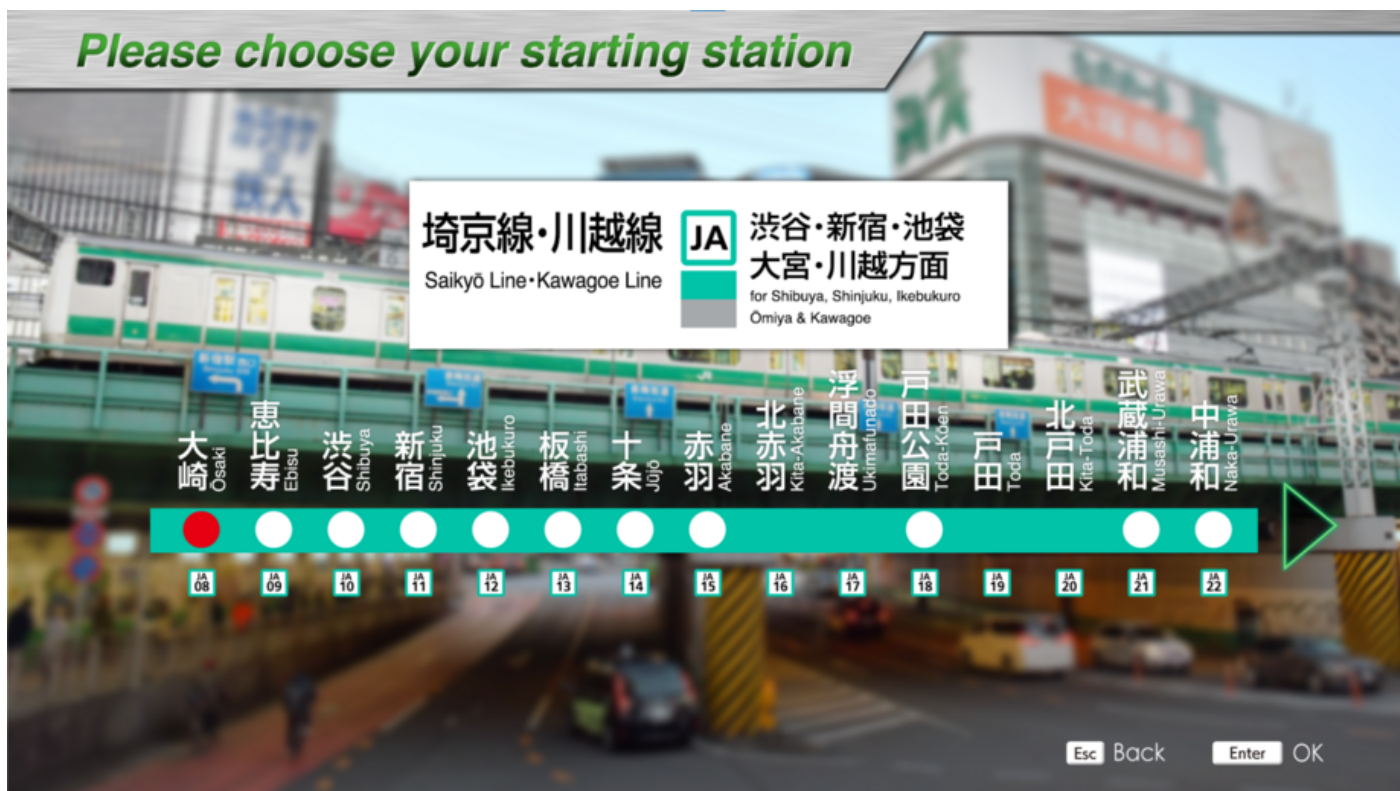 Please choose your starting station
埼京線・川越線
Saikyō Line・Kawagoe Line
JA
渋谷・新宿・池袋
大宮・川越方面
for Shibuya, Shinjuku, Ikebukuro
Ōmiya & Kawagoe
大崎
Ōsaki
恵比寿
Ebisu
渋谷
Shibuya
新宿
Shinjuku
池袋
Ikebukuro
板橋
Itabashi
十条
Jūjō
赤羽
Akabane
北赤羽
Kita-Akabane
浮間舟渡
Ukimafunado
戸田公園
Toda-Kōen
戸田
Toda
北戸田
Kita-Toda
武蔵浦和
Musashi-Urawa
中浦和
Naka-Urawa
JA
08
JA
09
JA
10
JA
11
JA
12
JA
13
JA
14
JA
15
JA
16
JA
17
JA
18
JA
19
JA
20
JA
21
JA
22
Esc Back Enter OK